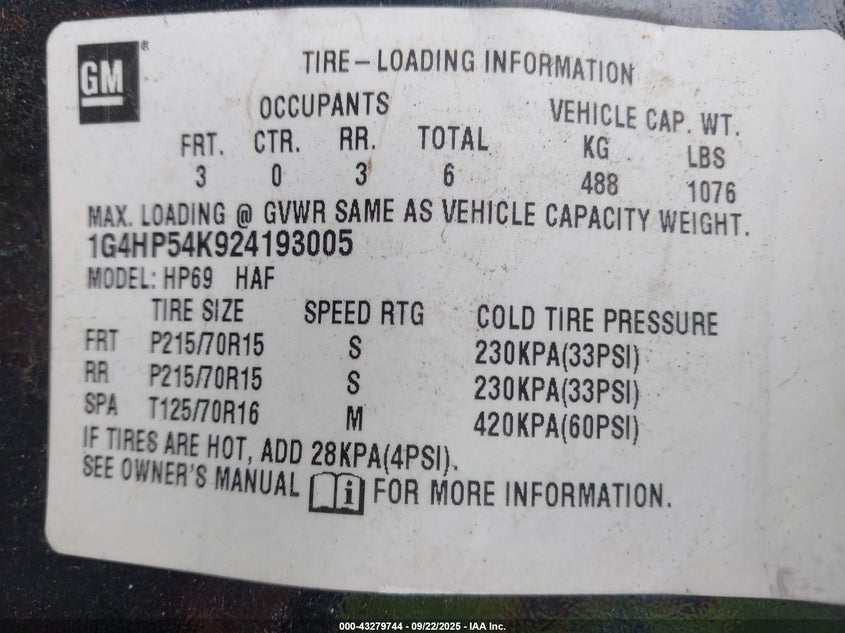 GM
®
TIRE-LOADING INFORMATION
OCCUPANTS VEHICLE CAP. WT.
FRT. CTR. RR. TOTAL KG LBS
3 0 3 6 488 1076
MAX. LOADING @ GVWR SAME AS VEHICLE CAPACITY WEIGHT.
1G4HP54K924193005
MODEL: HP69 HAF
TIRE SIZE SPEED RTG COLD TIRE PRESSURE
FRT P215/70R15 S 230KPA(33PSI)
RR P215/70R15 S 230KPA(33PSI)
SPA T125/70R16 M 420KPA(60PSI)
IF TIRES ARE HOT, ADD 28KPA(4PSI).
SEE OWNER'S MANUAL i FOR MORE INFORMATION.
000-43279744 - 09/22/2025 - IAA Inc.